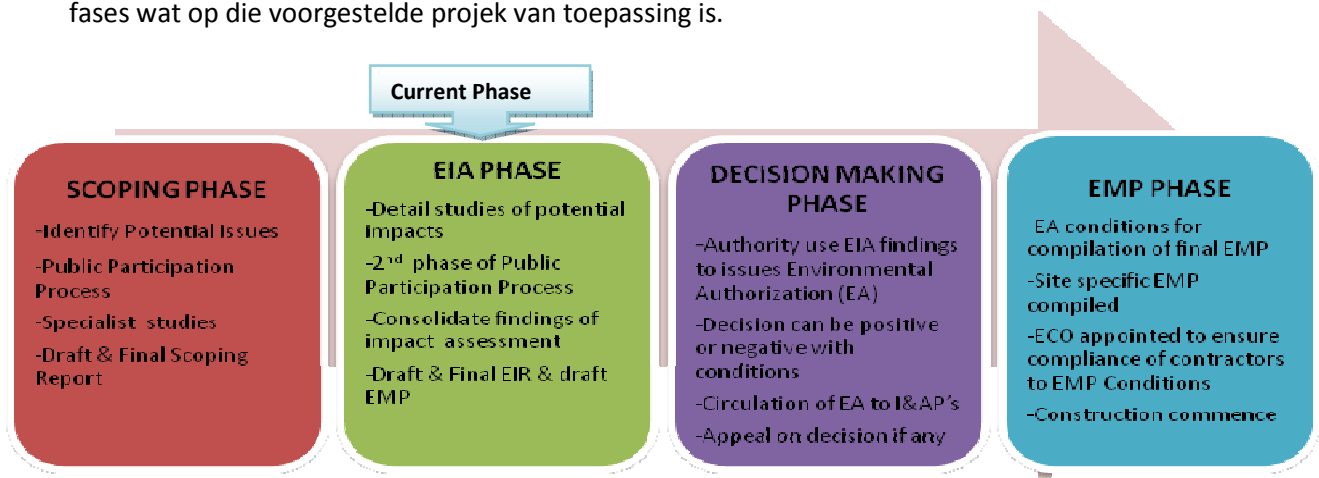 fases wat op die voorgestelde projek van toepassing is.
Current Phase
SCOPING PHASE
-Identify Potential Issues
-Public Participation
Process
-Specialist studies
-Draft & Final Scoping
Report
EIA PHASE
-Detail studies of potential
impacts
-2nd phase of Public
Participation Process
-Consolidate findings of
impact assessment
-Draft & Final EIR & draft
EMP
DECISION MAKING
PHASE
-Authority use EIA findings
to issues Environmental
Authorization (EA)
-Decision can be positive
or negative with
conditions
-Circulation of EA to I&AP's
-Appeal on decision if any
EMP PHASE
EA conditions for
compilation of final EMP
-Site specific EMP
compiled
-ECO appointed to ensure
compliance of contractors
to EMP Conditions
-Construction commence